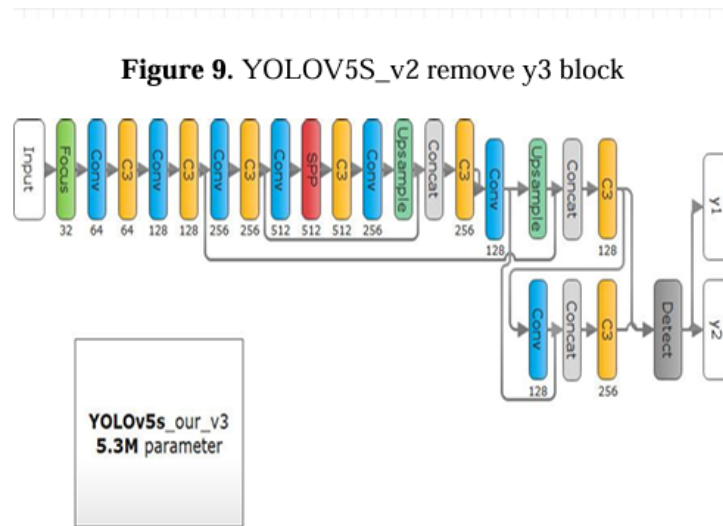 Figure 9. YOLOV5S_v2 remove y3 block
Input
Focus
Conv
C3
Conv
C3
Conv
C3
Conv
SPP
C3
Conv
Upsample
Concat
C3
Conv
Upsample
Concat
C3
y1
32 64 64 128 128 256 256 512 512 512 256 256 128 128
Conv
Concat
C3
Detect
y2
128 256
YOLOv5s_our_v3
5.3M parameter